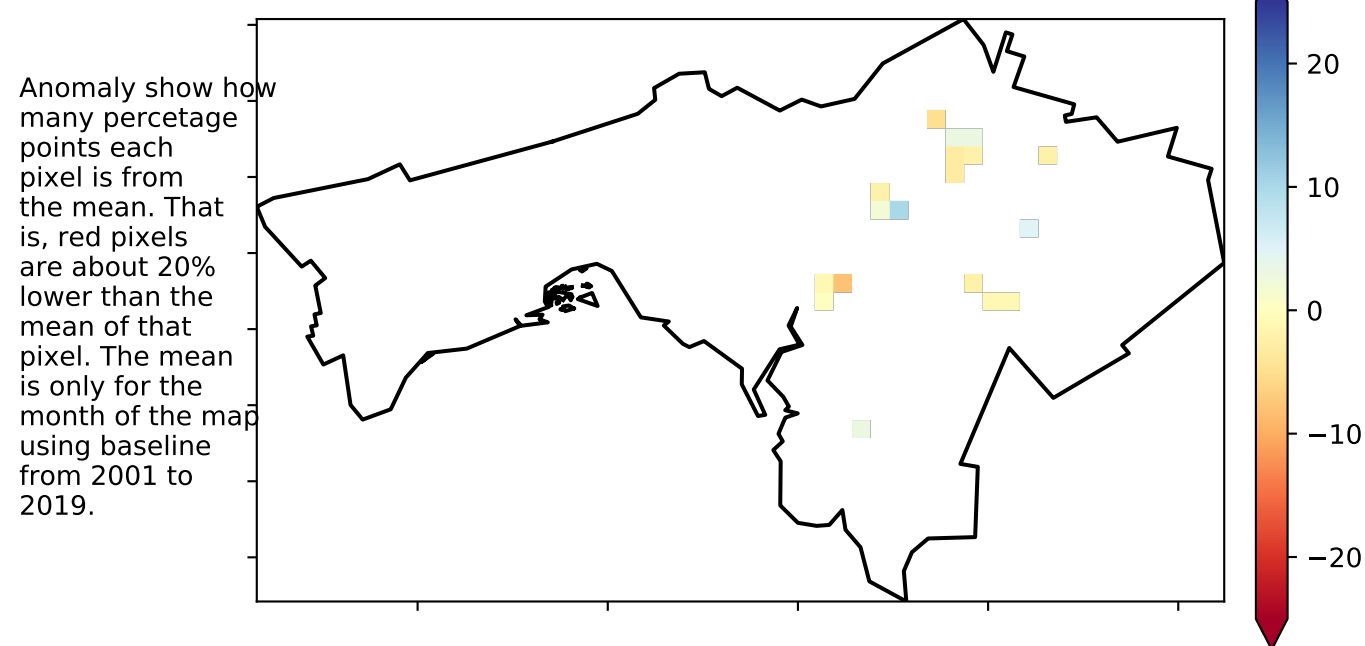 Anomaly show how
many percetage
points each
pixel is from
the mean. That
is, red pixels
are about 20%
lower than the
mean of that
pixel. The mean
is only for the
month of the map
using baseline
from 2001 to
2019.
20
10
0
−10
−20